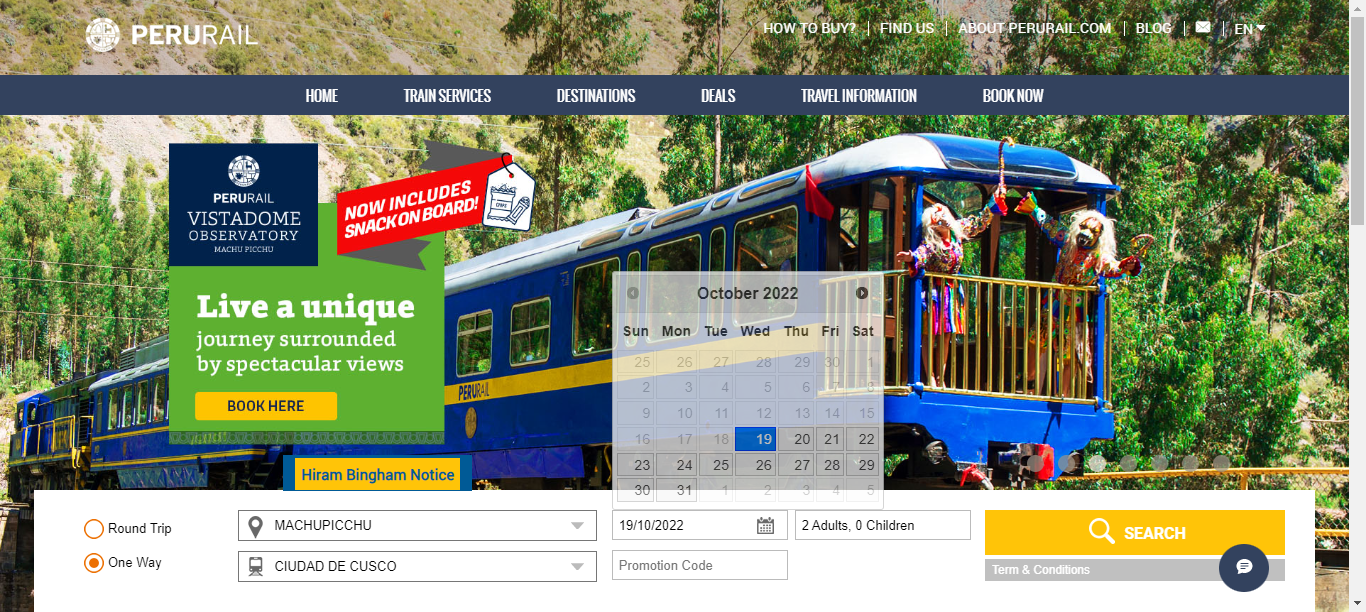 PERURAIL
HOW TO BUY? | FIND US | ABOUT PERURAIL.COM | BLOG | | EN
HOME TRAIN SERVICES DESTINATIONS DEALS TRAVEL INFORMATION BOOK NOW
PERURAIL
VISTADOME
OBSERVATORY
MACHU PICCHU
NOW INCLUDES
SNACK ON BOARD!
Live a unique
journey surrounded
by spectacular views
BOOK HERE
PERURAIL
Hiram Bingham Notice
October 2022
Sun Mon Tue Wed Thu Fri Sat
25 26 27 28 29 30 1
2 3 4 5 6 7 8
9 10 11 12 13 14 15
16 17 18 19 20 21 22
23 24 25 26 27 28 29
30 31 1 2 3 4 5
Round Trip
One Way
MACHUPICCHU
CIUDAD DE CUSCO
19/10/2022
2 Adults, 0 Children
Promotion Code
SEARCH
Term & Conditions